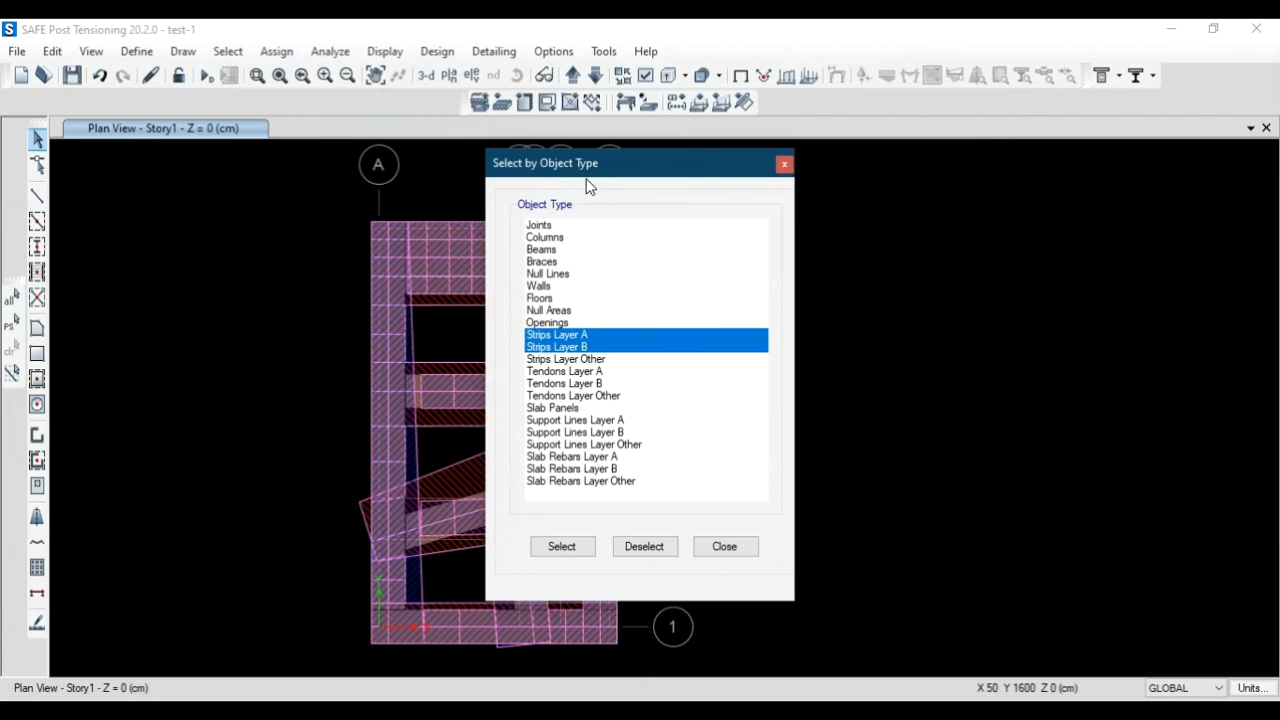 SAFE Post Tensioning 20.2.0 - test-1
File Edit View Define Draw Select Assign Analyze Display Design Detailing Options Tools Help
3-d
nd
Plan View - Story1 - Z = 0 (cm)
A
Select by Object Type
x
Object Type
Joints
Columns
Beams
Braces
Null Lines
Walls
Floors
Null Areas
Openings
Strips Layer A
Strips Layer B
Strips Layer Other
Tendons Layer A
Tendons Layer B
Tendons Layer Other
Slab Panels
Support Lines Layer A
Support Lines Layer B
Support Lines Layer Other
Slab Rebars Layer A
Slab Rebars Layer B
Slab Rebars Layer Other
Select Deselect Close
all
PS
clr
1
Plan View - Story1 - Z = 0 (cm) X 50 Y 1600 Z 0 (cm) GLOBAL Units...